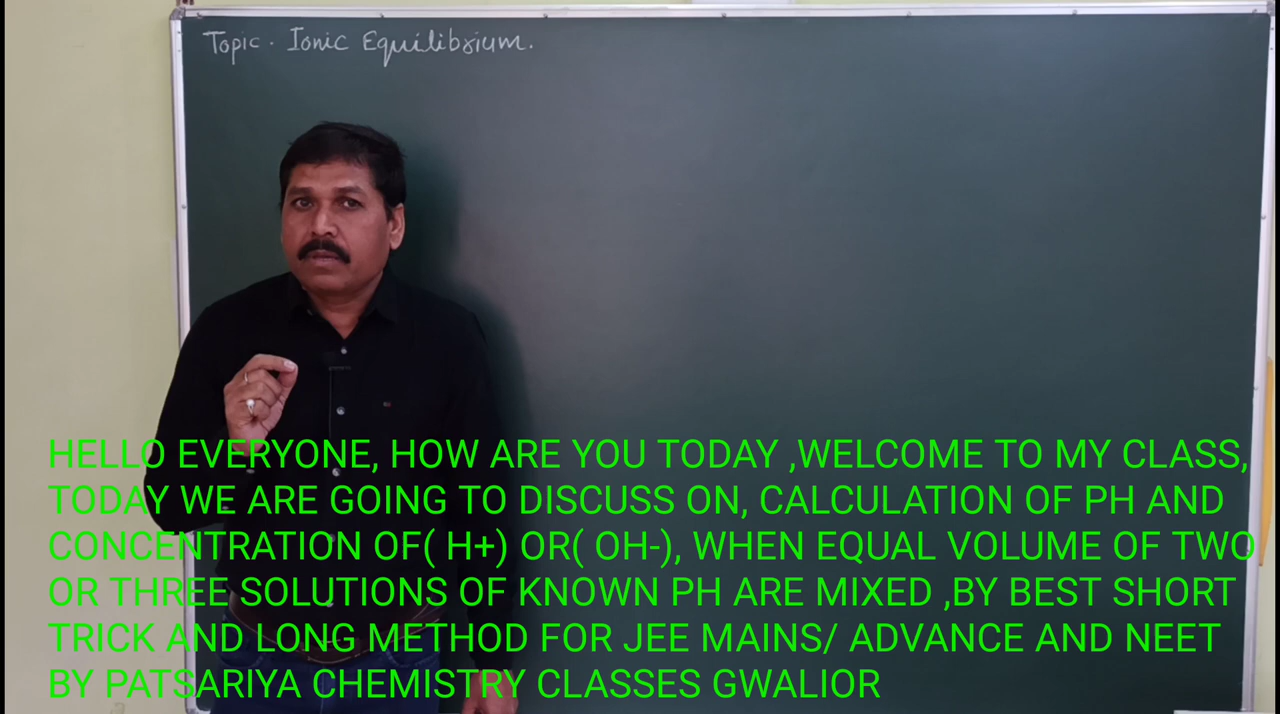 Topic. Ionic Equilibrium.
HELLO EVERYONE, HOW ARE YOU TODAY ,WELCOME TO MY CLASS,
TODAY WE ARE GOING TO DISCUSS ON, CALCULATION OF PH AND
CONCENTRATION OF( H+) OR( OH-), WHEN EQUAL VOLUME OF TWO
OR THREE SOLUTIONS OF KNOWN PH ARE MIXED ,BY BEST SHORT
TRICK AND LONG METHOD FOR JEE MAINS/ ADVANCE AND NEET
BY PATSARIYA CHEMISTRY CLASSES GWALIOR